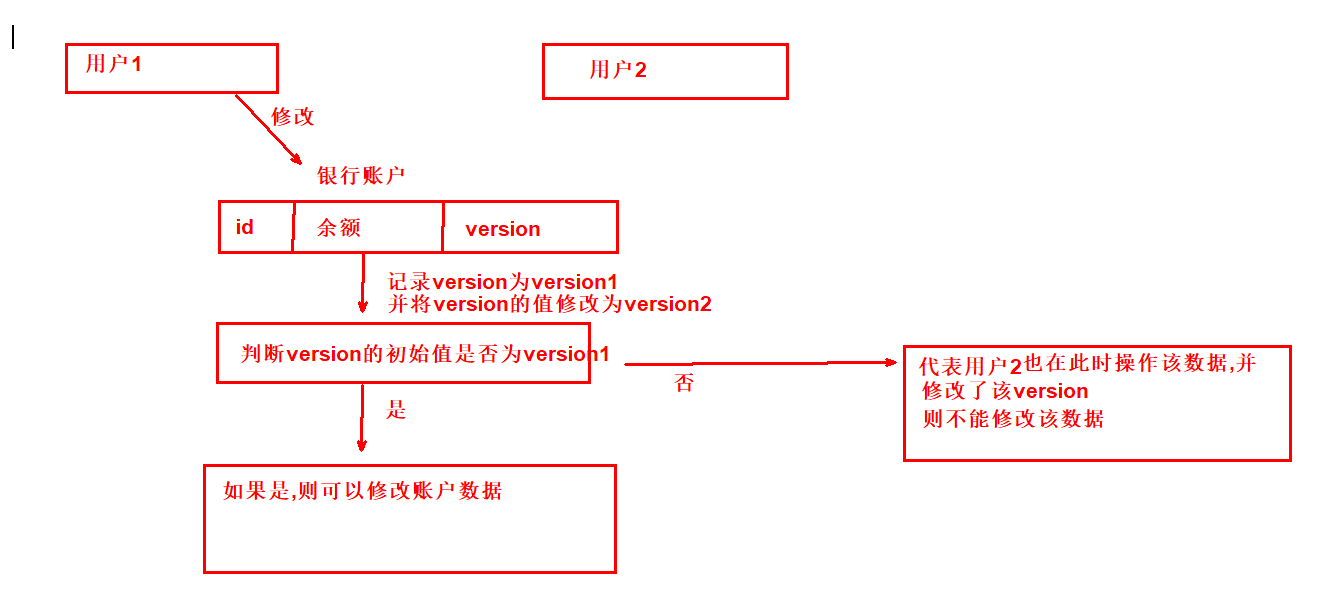 用户1
用户2
修改
银行账户
id
余额
version
记录version为version1
并将version的值修改为version2
判断version的初始值是否为version1
否
代表用户2也在此时操作该数据,并
修改了该version
则不能修改该数据
是
如果是,则可以修改账户数据